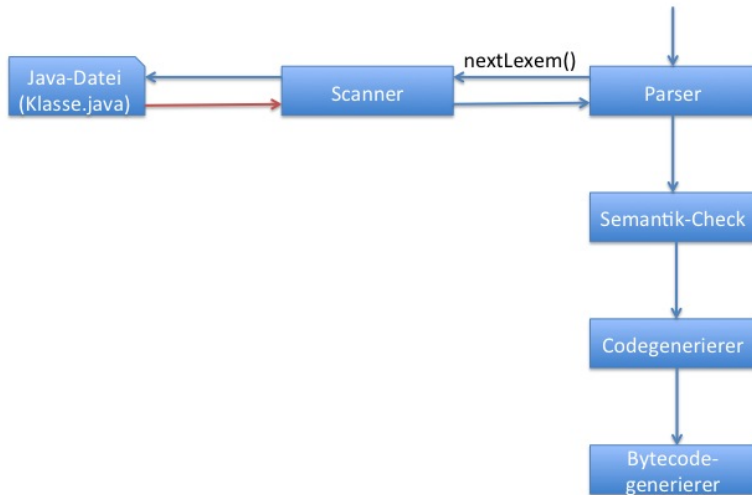 nextLexem()
Java-Datei
(Klasse.java)
Scanner
Parser
Semantik-Check
Codegenerierer
Bytecode-
generierer